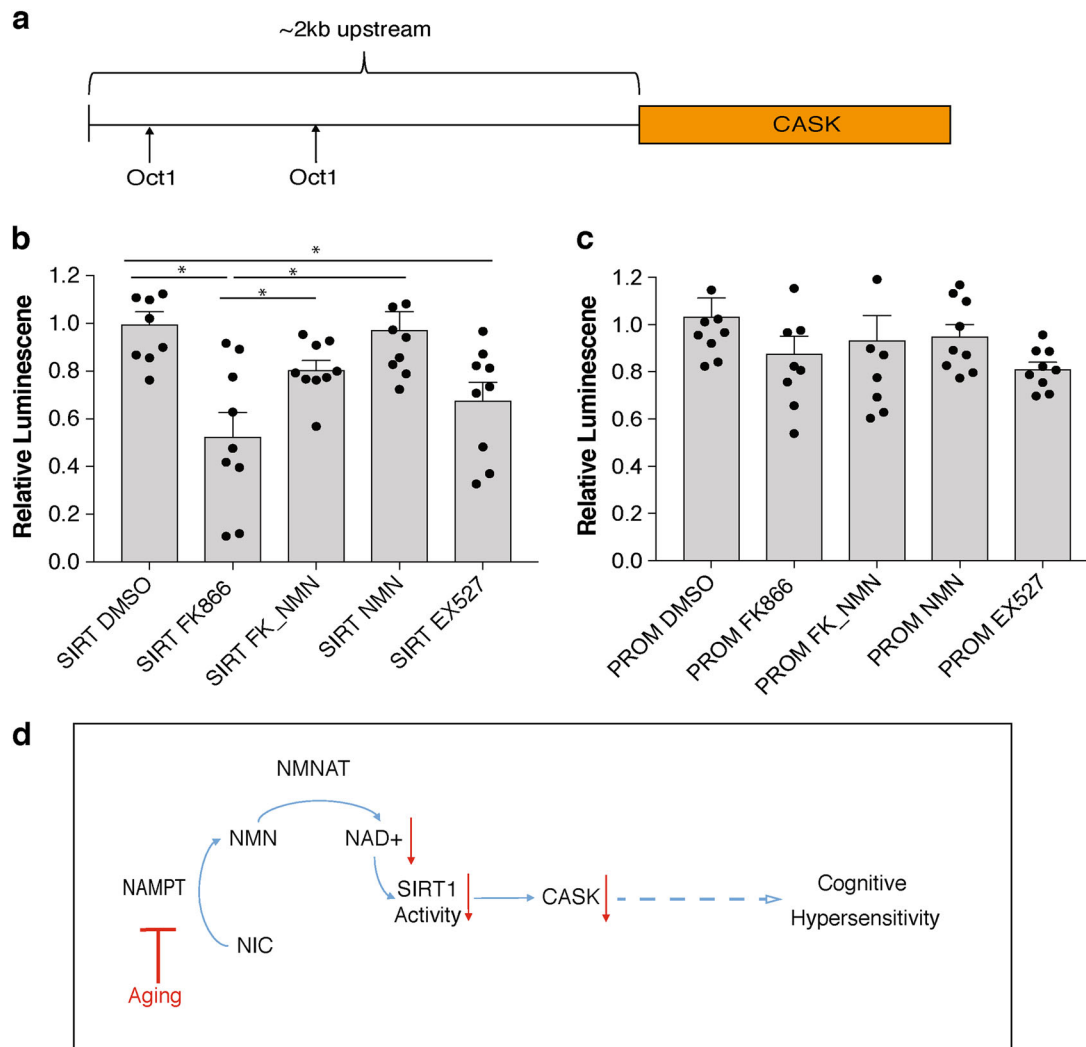 a
~2kb upstream
CASK
Oct1
Oct1
b
Relative Luminescene
1.2
1.0
0.8
0.6
0.4
0.2
0.0
*
*
*
*
SIRT DMSO
SIRT FK866
SIRT FK_NMN
SIRT NMN
SIRT EX527
c
Relative Luminescene
1.2
1.0
0.8
0.6
0.4
0.2
0.0
PROM DMSO
PROM FK866
PROM FK_NMN
PROM NMN
PROM EX527
d
NMNAT
NMN
NAD+
NAMPT
SIRT1
Activity
CASK
Cognitive
Hypersensitivity
NIC
Aging